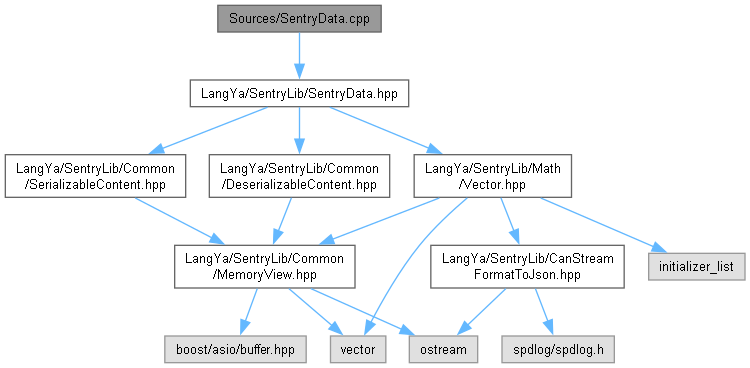 Sources/SentryData.cpp
LangYa/SentryLib/SentryData.hpp
LangYa/SentryLib/Common
/SerializableContent.hpp
LangYa/SentryLib/Common
/DeserializableContent.hpp
LangYa/SentryLib/Math
/Vector.hpp
LangYa/SentryLib/Common
/MemoryView.hpp
LangYa/SentryLib/CanStream
FormatToJson.hpp
initializer_list
boost/asio/buffer.hpp
vector
ostream
spdlog/spdlog.h